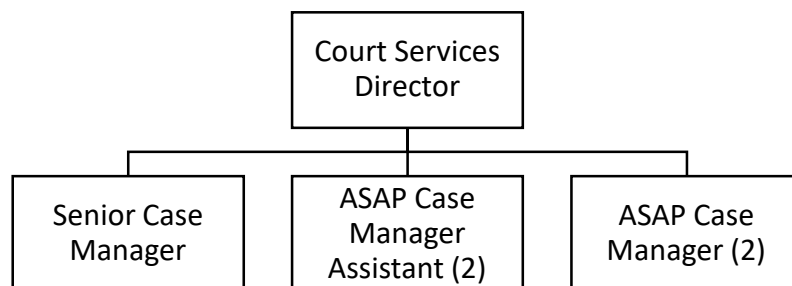 Court Services
Director
Senior Case
Manager
ASAP Case
Manager
Assistant (2)
ASAP Case
Manager (2)